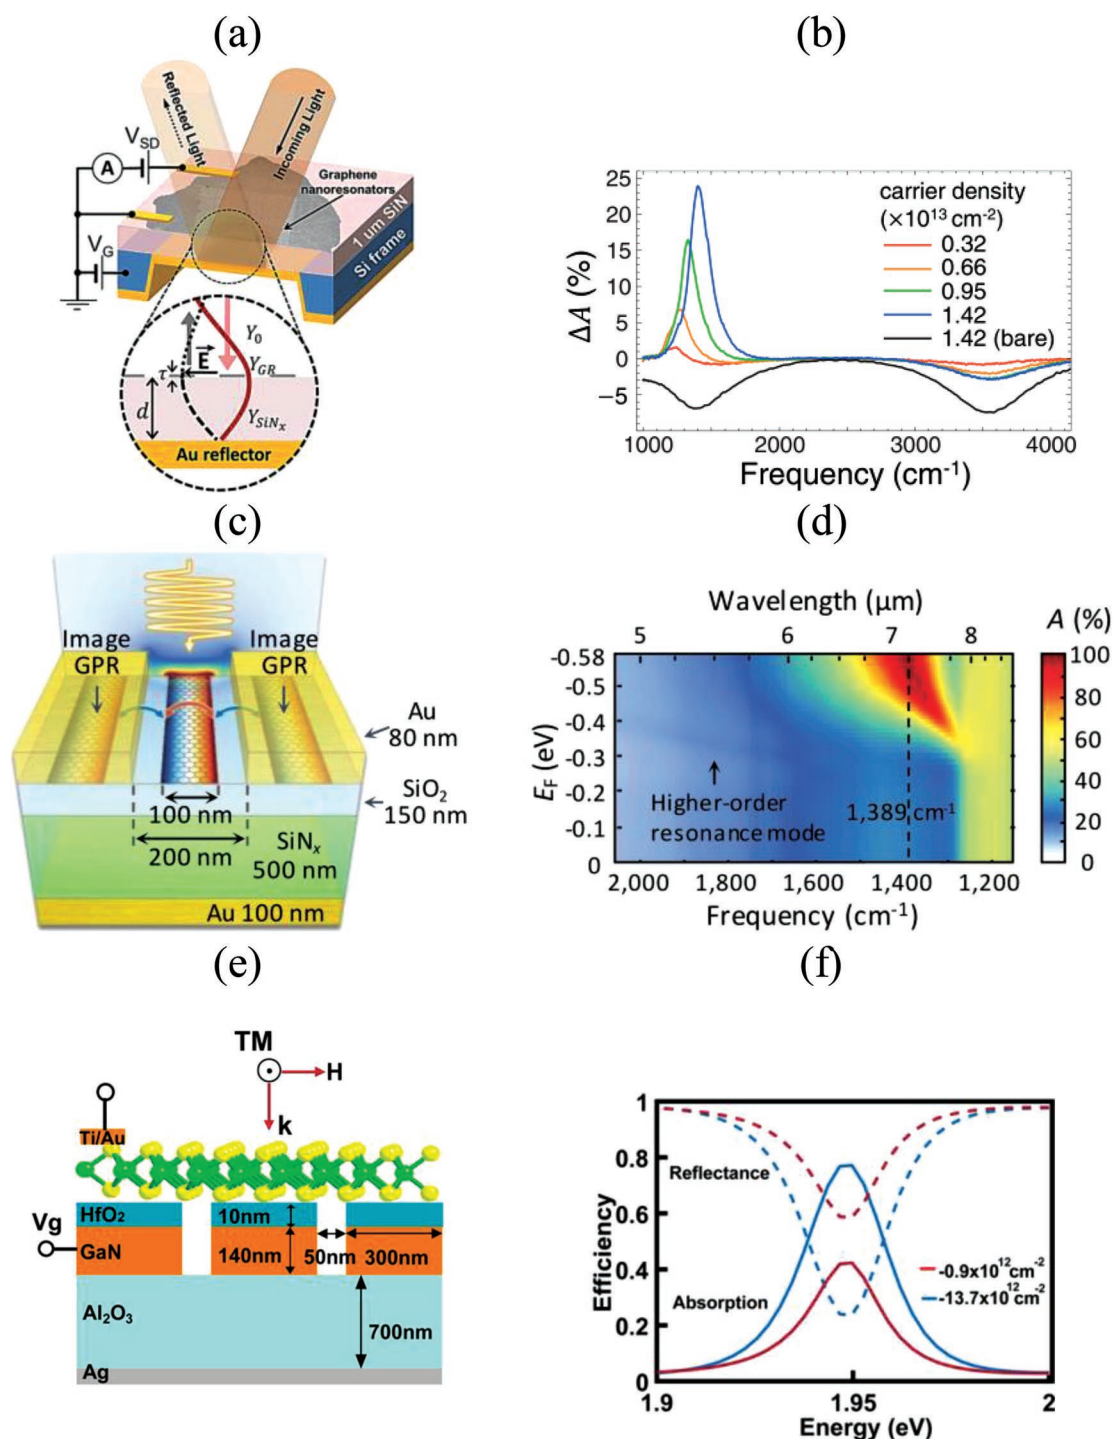 (a)
Reflected Light
Incoming Light
V_SD
A
Graphene
nanoresonators
1 um SiN
Si frame
V_G
Y_0
E
τ
Y_GR
d
Y_SiN_x
Au reflector
(b)
25
20
15
10
5
0
−5
ΔA (%)
carrier density
(×10^13 cm^-2)
0.32
0.66
0.95
1.42
1.42 (bare)
1000
2000
3000
4000
Frequency (cm^-1)
(c)
Image
GPR
Image
GPR
Au
80 nm
SiO_2
150 nm
100 nm
200 nm
SiN_x
500 nm
Au 100 nm
(d)
Wavelength (μm)
5
6
7
8
A (%)
E_F (eV)
-0.58
-0.5
-0.4
-0.3
-0.2
-0.1
0
Higher-order
resonance mode
1,389 cm^-1
100
80
60
40
20
0
2,000
1,800
1,600
1,400
1,200
Frequency (cm^-1)
(e)
TM
H
k
Ti/Au
HfO_2
10nm
Vg
GaN
140nm
50nm
300nm
Al_2O_3
700nm
Ag
(f)
1
0.8
0.6
0.4
0.2
0
Efficiency
Reflectance
Absorption
-0.9x10^12cm^-2
-13.7x10^12cm^-2
1.9
1.95
2
Energy (eV)